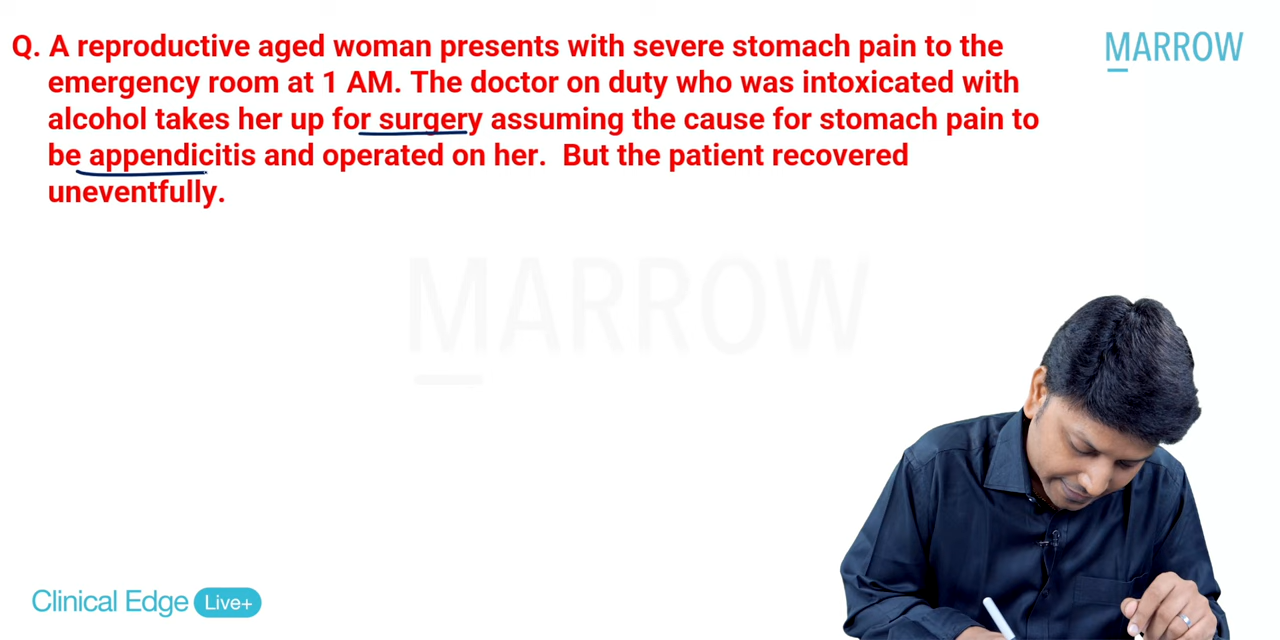 Q. A reproductive aged woman presents with severe stomach pain to the
emergency room at 1 AM. The doctor on duty who was intoxicated with
alcohol takes her up for surgery assuming the cause for stomach pain to
be appendicitis and operated on her. But the patient recovered
uneventfully.
MARROW
MARROW
Clinical Edge Live+